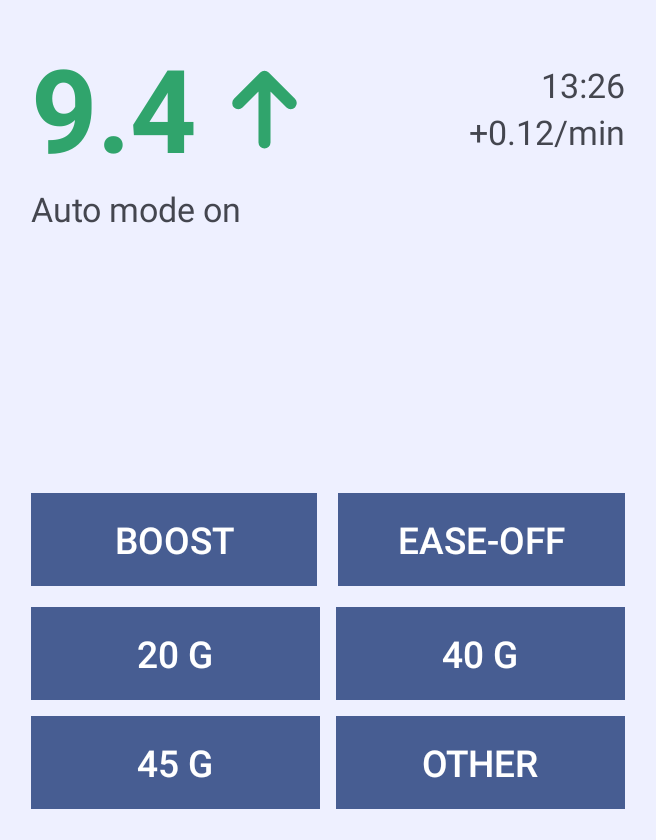 9.4 ↑ 13:26
+0.12/min
Auto mode on
BOOST EASE-OFF
20 G 40 G
45 G OTHER